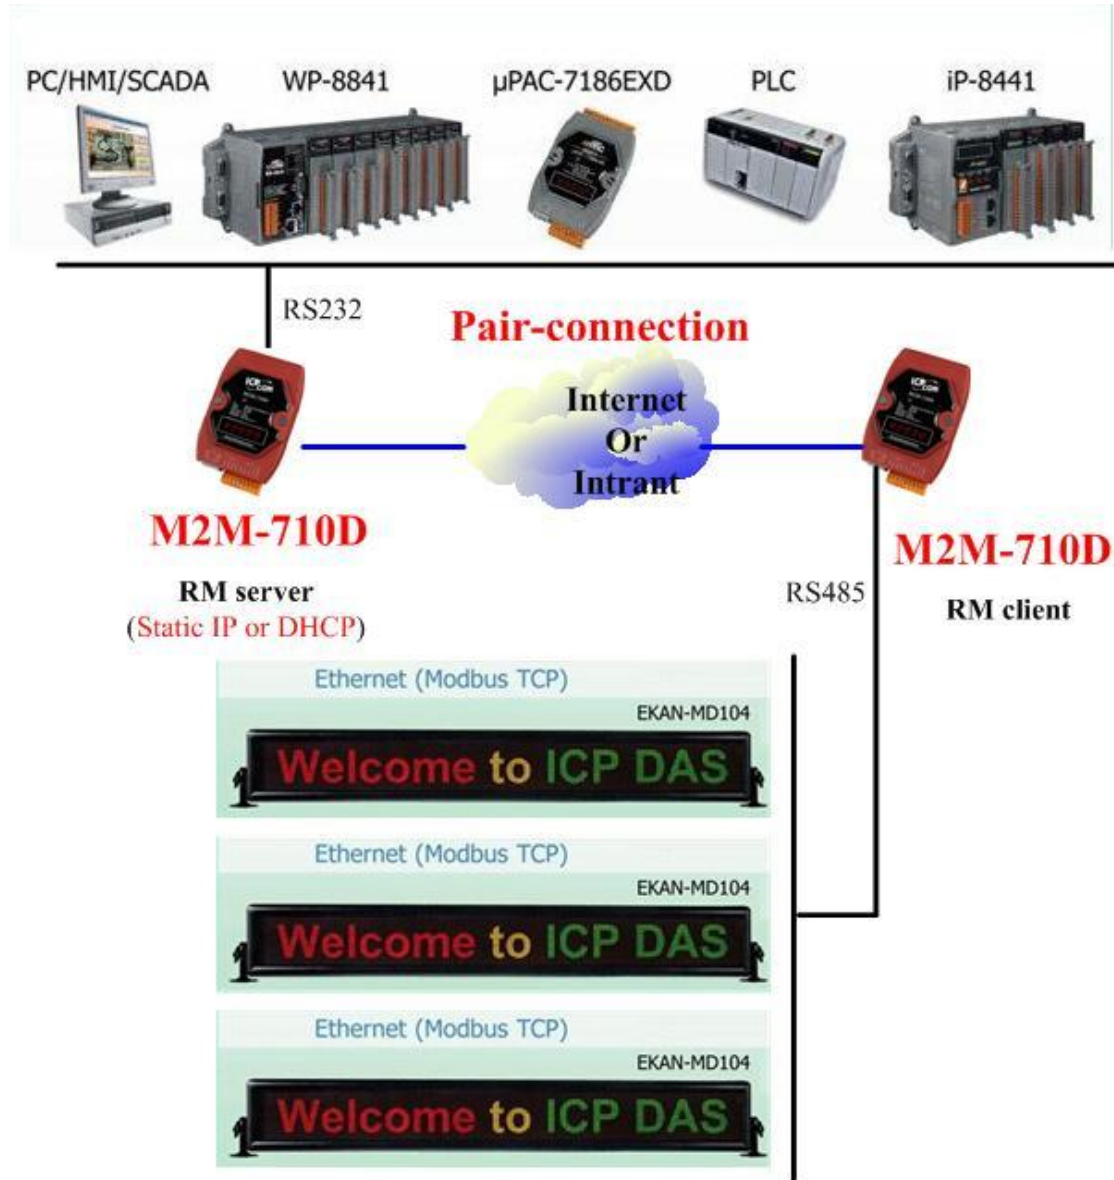 PC/HMI/SCADA
WP-8841
µPAC-7186EXD
PLC
iP-8441
RS232
Pair-connection
Internet
Or
Intrant
M2M-710D
RM server
(Static IP or DHCP)
M2M-710D
RM client
RS485
Ethernet (Modbus TCP)
EKAN-MD104
Welcome to ICP DAS
Ethernet (Modbus TCP)
EKAN-MD104
Welcome to ICP DAS
Ethernet (Modbus TCP)
EKAN-MD104
Welcome to ICP DAS